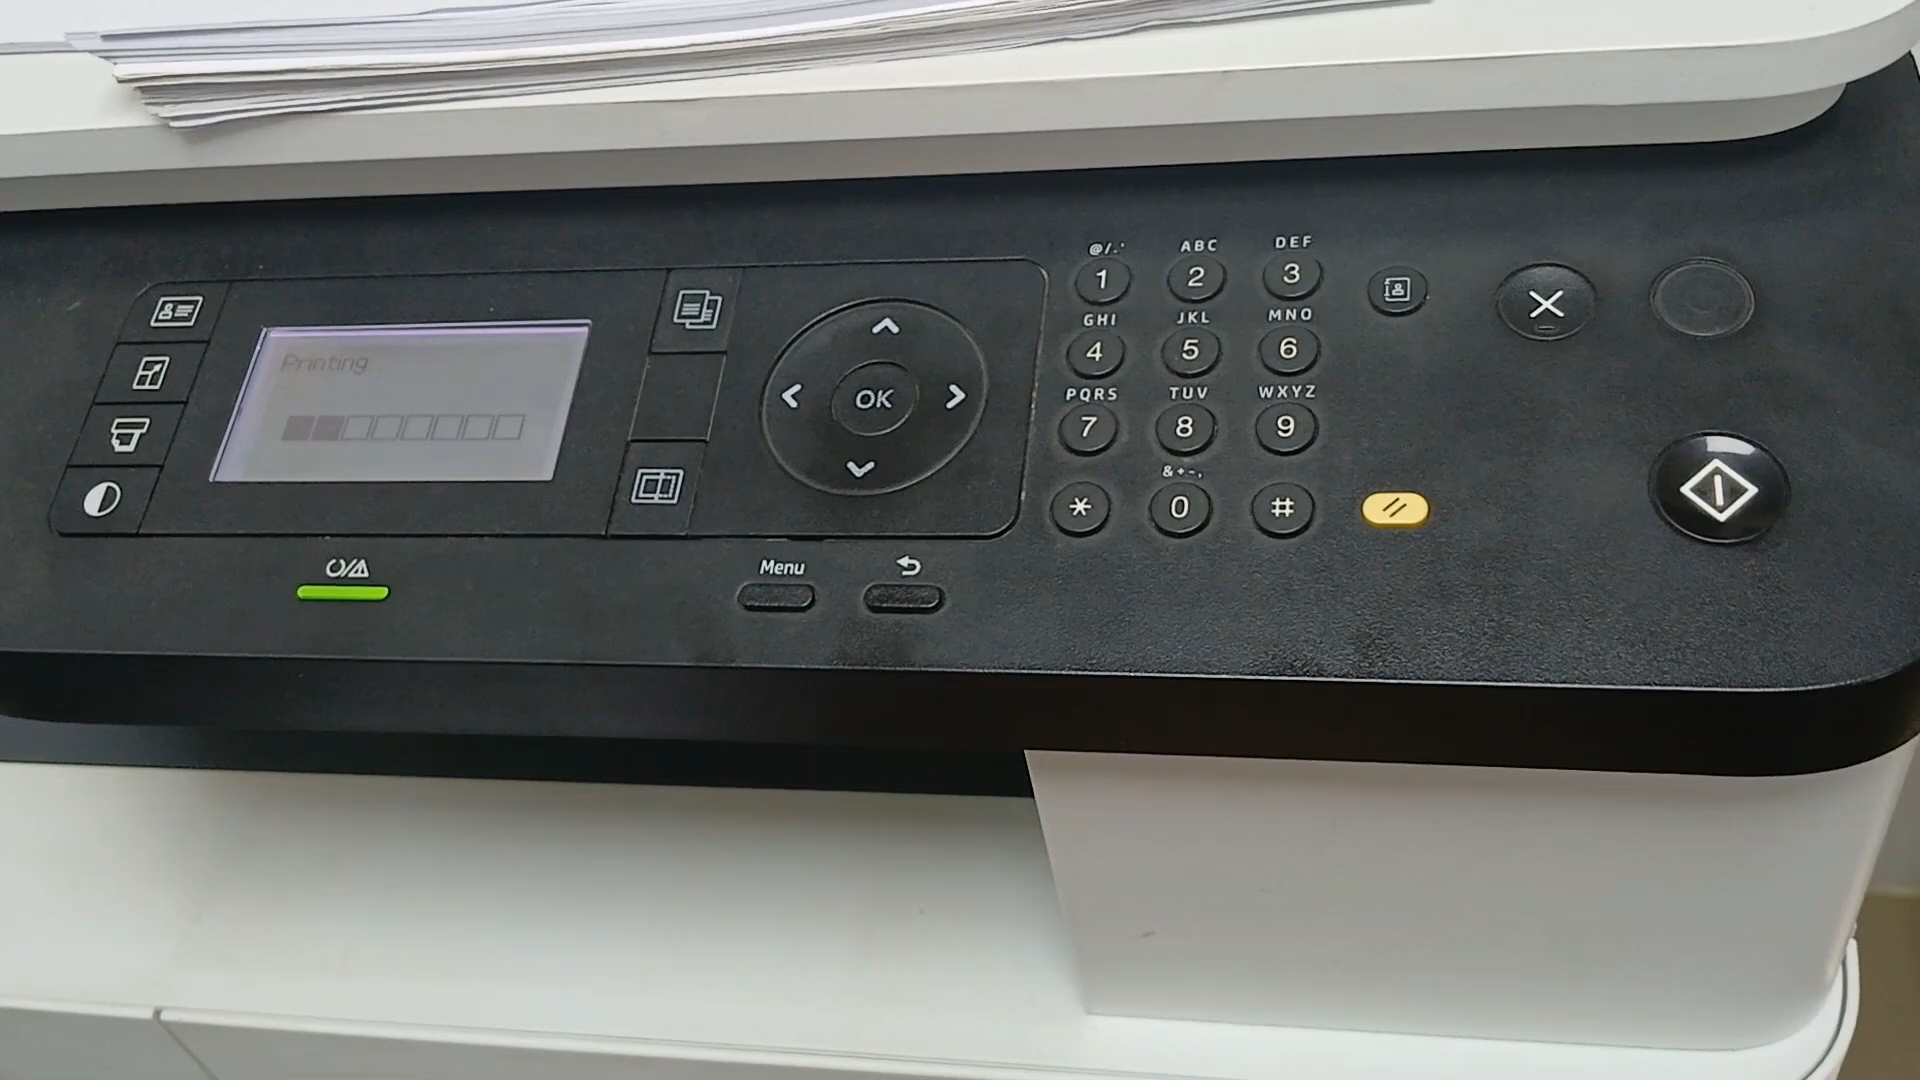 Printing...
OK
Menu
@/.'
ABC
DEF
1 2 3
GHI JKL MNO
4 5 6
PQRS TUV WXYZ
7 8 9
&+-,
* 0 #